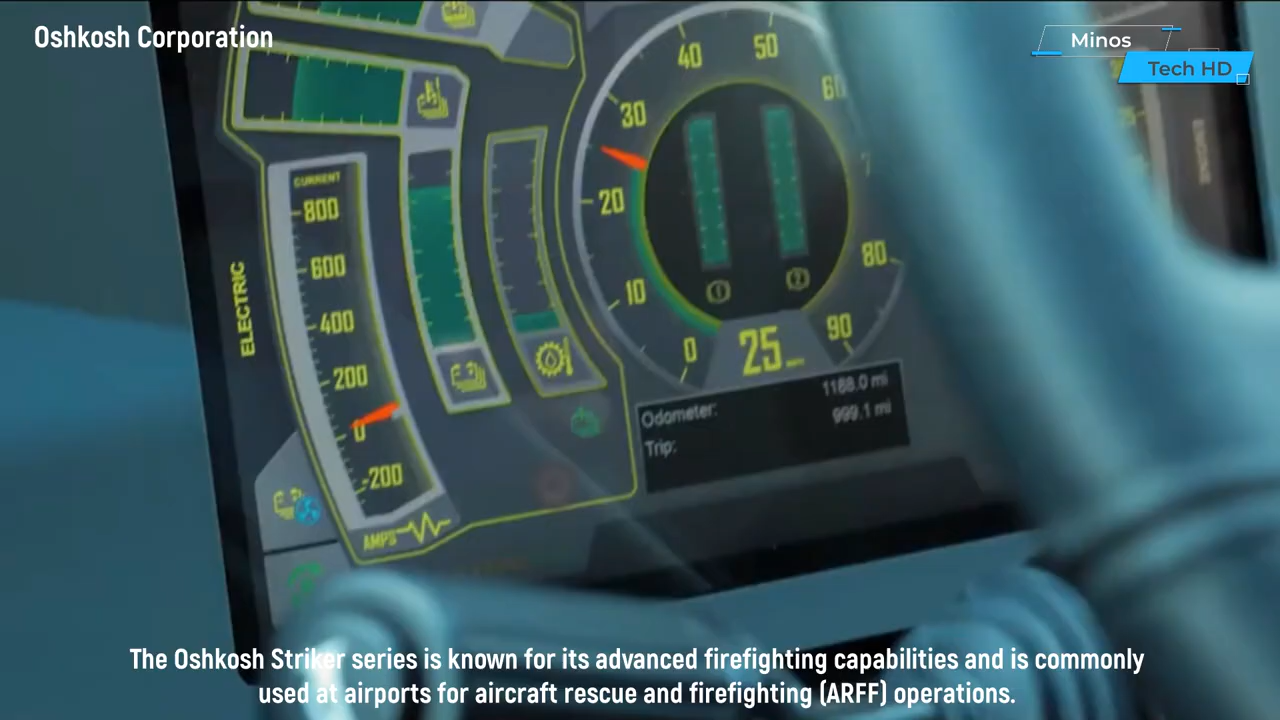 Oshkosh Corporation
Minos
Tech HD
40
50
60
30
20
10
0
80
90
25
CURRENT
800
600
400
200
0
-200
AMPS
ELECTRIC
Odometer: 1188.0 mi
Trip: 999.1 mi
1
2
The Oshkosh Striker series is known for its advanced firefighting capabilities and is commonly
used at airports for aircraft rescue and firefighting (ARFF) operations.